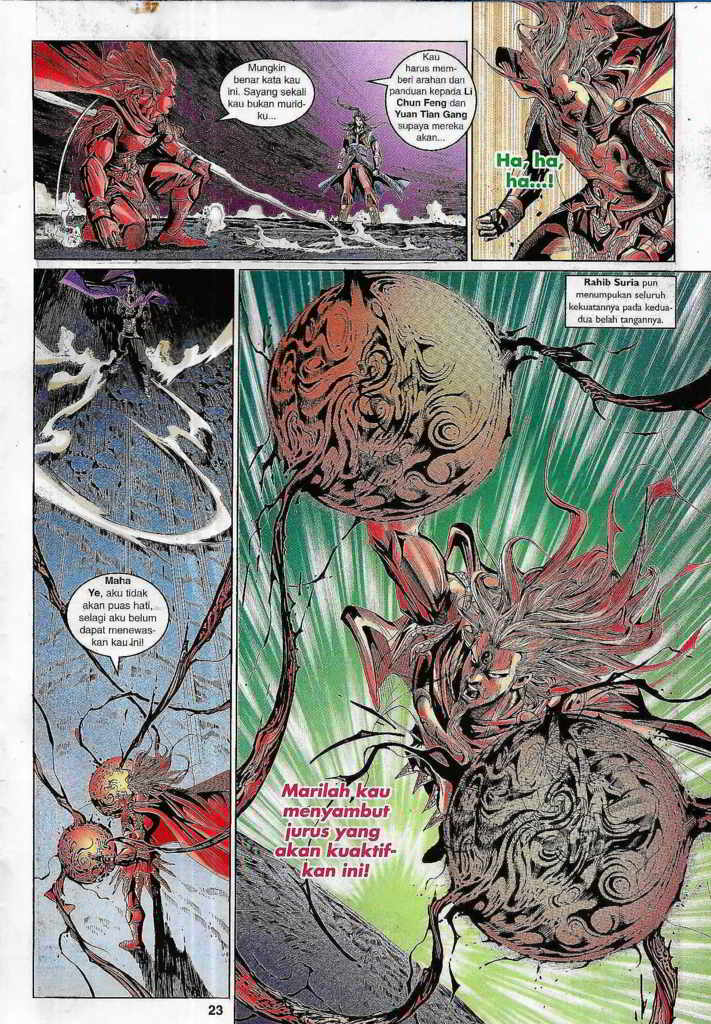 Mungkin
benar kata kau
ini. Sayang sekali
kau bukan murid-
ku...
Kau
harus mem-
beri arahan dan
panduan kepada Li
Chun Feng dan
Yuan Tian Gang
supaya mereka
akan...
Ha, ha,
ha...!
Maha
Ye, aku tidak
akan puas hati,
selagi aku belum
dapat menewas-
kan kau ini!
Rahib Suria pun
menumpukan seluruh
kekuatannya pada kedua-
dua belah tangannya.
Marilah kau
menyambut
jurus yang
akan kuaktif-
kan ini!
23